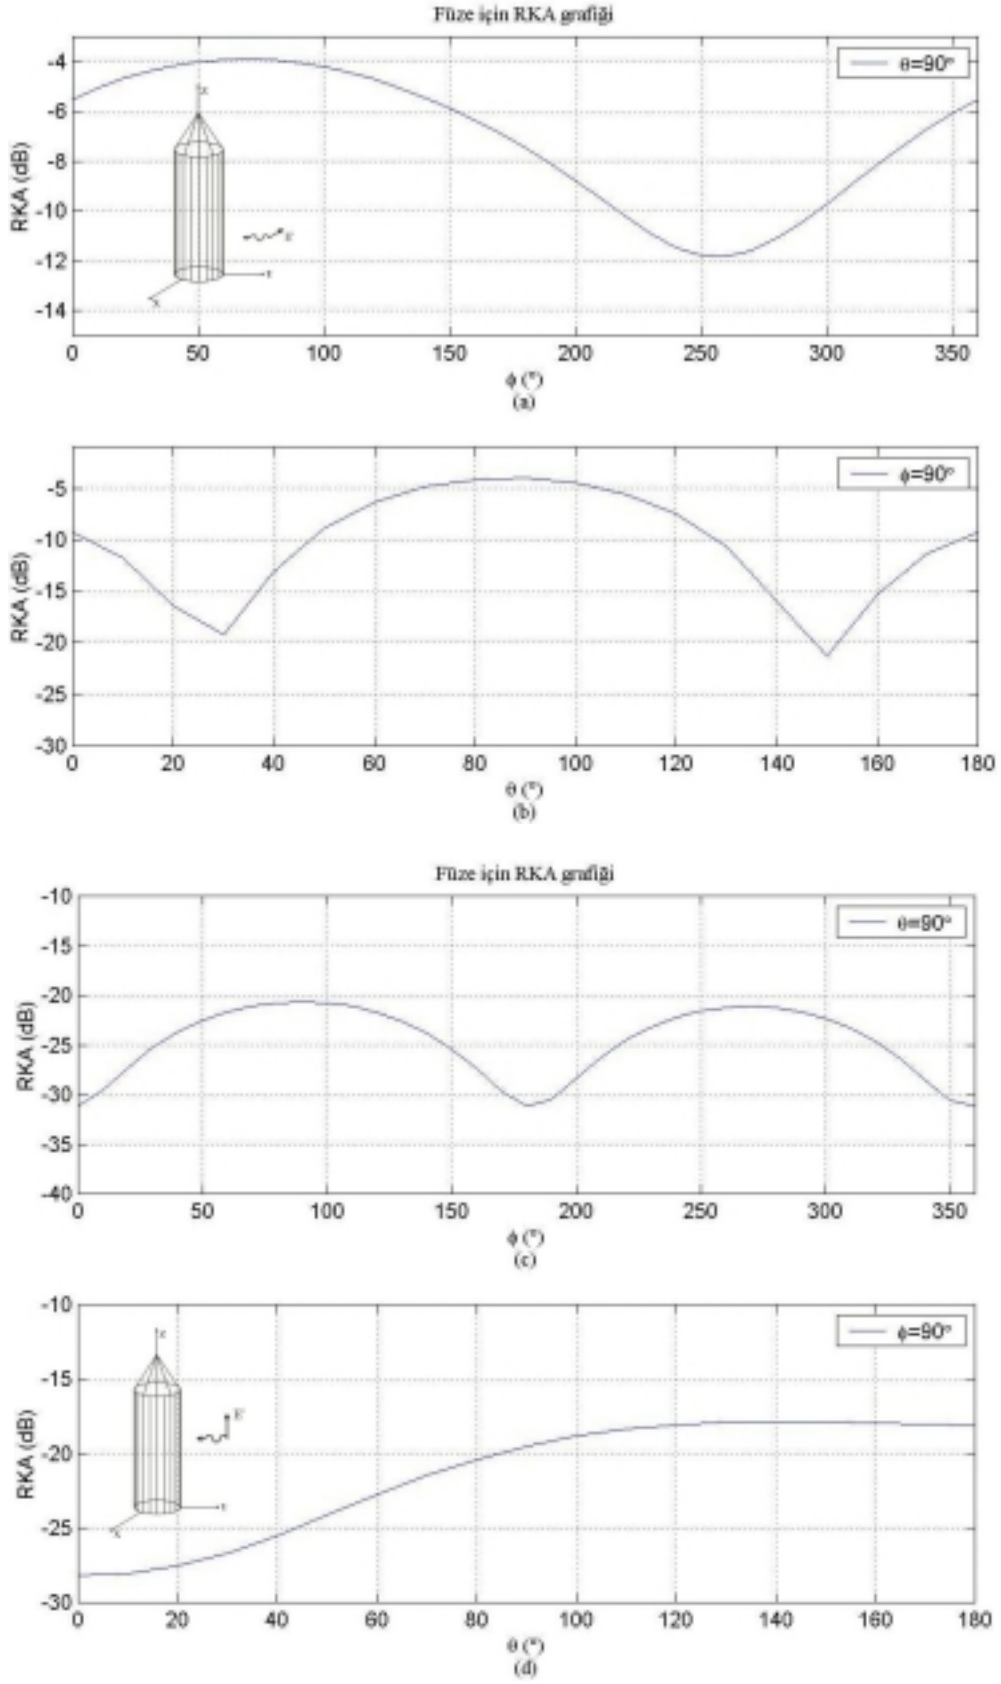 Füze için RKA grafiği
θ=90°
RKA (dB)
-4
-6
-8
-10
-12
-14
Z
E
Y
X
0 50 100 150 200 250 300 350
ϕ (°)
(a)
ϕ=90°
RKA (dB)
-5
-10
-15
-20
-25
-30
0 20 40 60 80 100 120 140 160 180
θ (°)
(b)
Füze için RKA grafiği
θ=90°
RKA (dB)
-10
-15
-20
-25
-30
-35
-40
0 50 100 150 200 250 300 350
ϕ (°)
(c)
ϕ=90°
RKA (dB)
-10
-15
-20
-25
-30
Z
E
Y
X
0 20 40 60 80 100 120 140 160 180
θ (°)
(d)